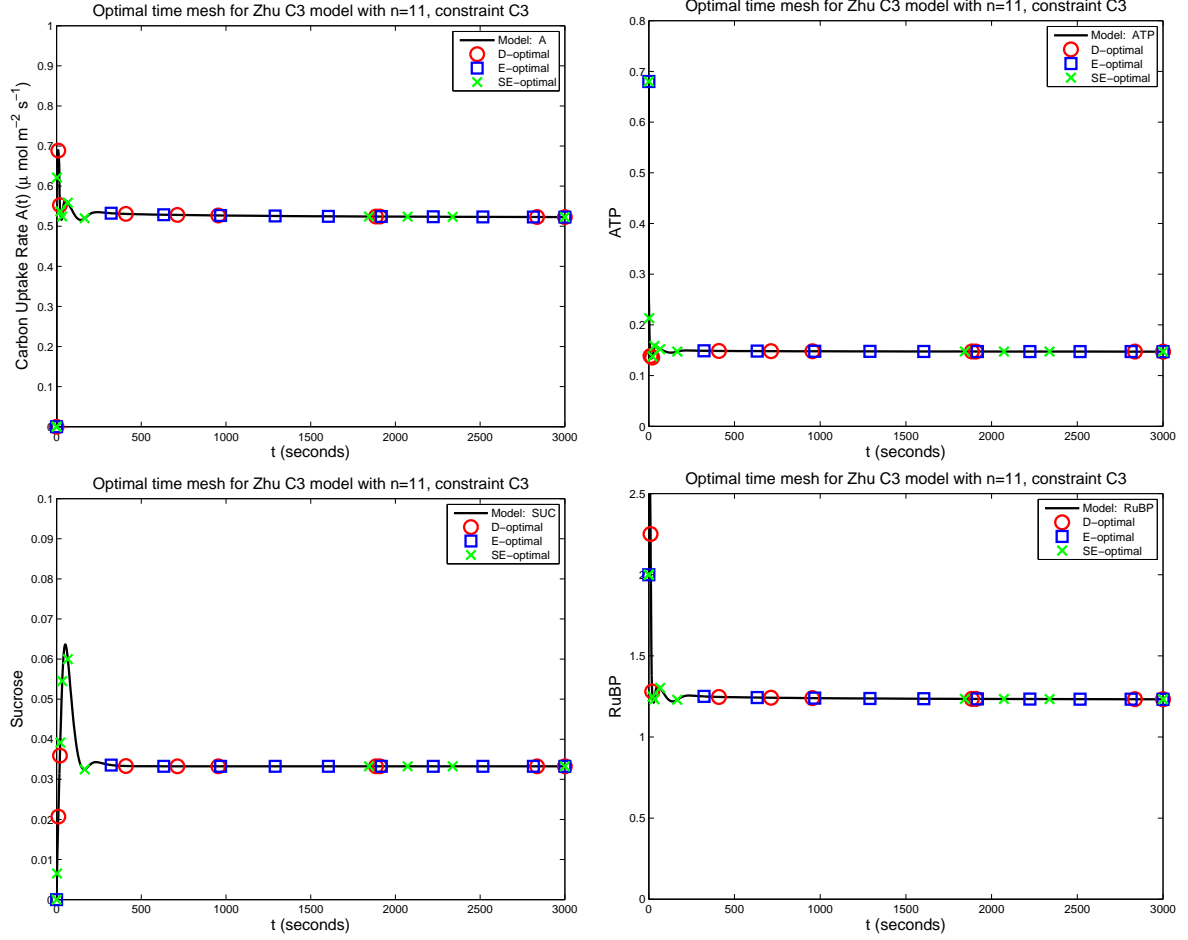 Optimal time mesh for Zhu C3 model with n=11, constraint C3
Model: A
D−optimal
E−optimal
SE−optimal
Carbon Uptake Rate A(t) (μ mol m−2 s−1)
1
0.9
0.8
0.7
0.6
0.5
0.4
0.3
0.2
0.1
0
0
500
1000
1500
2000
2500
3000
t (seconds)
Optimal time mesh for Zhu C3 model with n=11, constraint C3
Model: ATP
D−optimal
E−optimal
SE−optimal
ATP
0.8
0.7
0.6
0.5
0.4
0.3
0.2
0.1
0
0
500
1000
1500
2000
2500
3000
t (seconds)
Optimal time mesh for Zhu C3 model with n=11, constraint C3
Model: SUC
D−optimal
E−optimal
SE−optimal
Sucrose
0.1
0.09
0.08
0.07
0.06
0.05
0.04
0.03
0.02
0.01
0
0
500
1000
1500
2000
2500
3000
t (seconds)
Optimal time mesh for Zhu C3 model with n=11, constraint C3
Model: RuBP
D−optimal
E−optimal
SE−optimal
RuBP
2.5
2
1.5
1
0.5
0
0
500
1000
1500
2000
2500
3000
t (seconds)